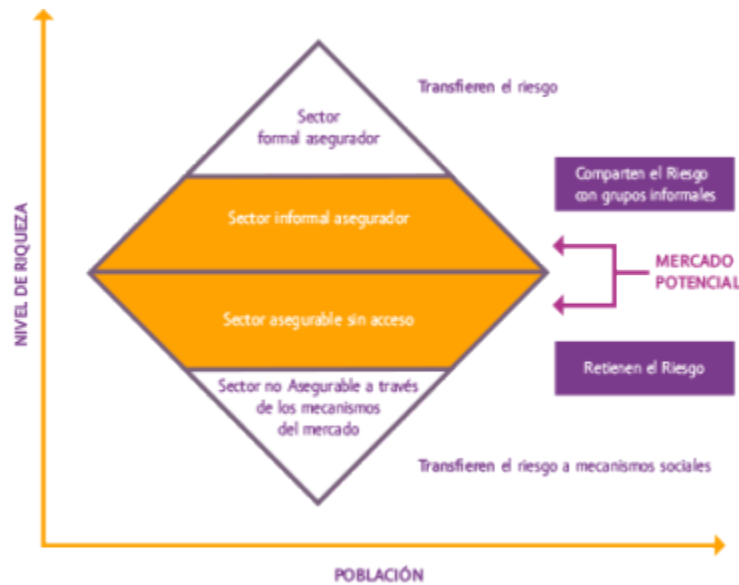 Transfieren el riesgo
Sector
formal asegurador
Comparten el Riesgo
con grupos informales
Sector informal asegurador
MERCADO
POTENCIAL
NIVEL DE RIQUEZA
Sector asegurable sin acceso
Retienen el Riesgo
Sector no Asegurable a través
de los mecanismos
del mercado
Transfieren el riesgo a mecanismos sociales
POBLACIÓN